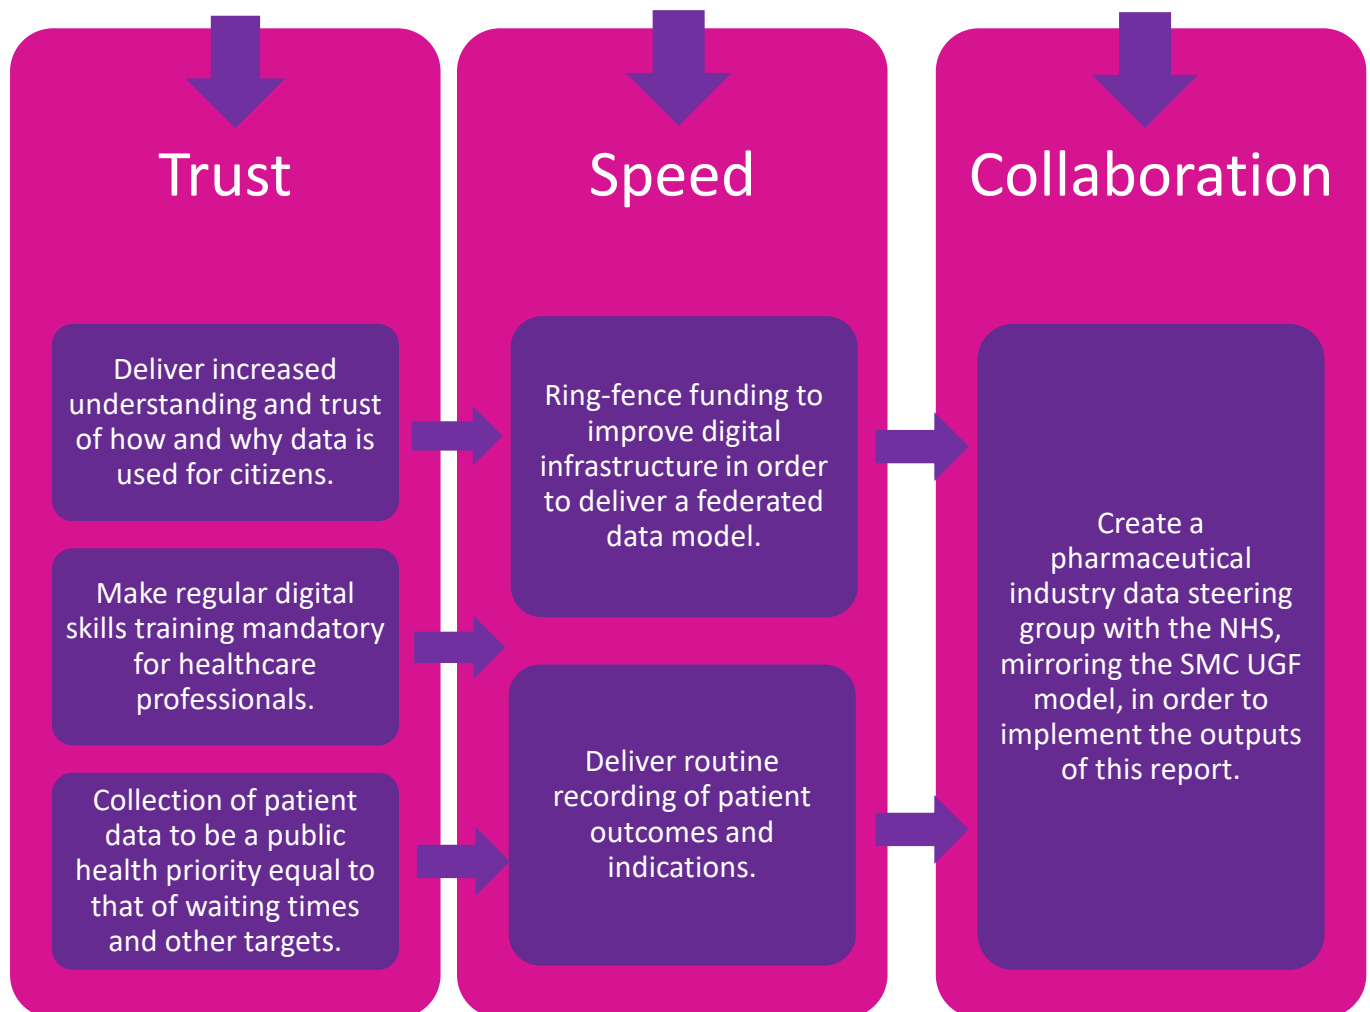 Trust
Deliver increased
understanding and trust
of how and why data is
used for citizens.
Make regular digital
skills training mandatory
for healthcare
professionals.
Collection of patient
data to be a public
health priority equal to
that of waiting times
and other targets.
Speed
Ring-fence funding to
improve digital
infrastructure in order
to deliver a federated
data model.
Deliver routine
recording of patient
outcomes and
indications.
Collaboration
Create a
pharmaceutical
industry data steering
group with the NHS,
mirroring the SMC UGF
model, in order to
implement the outputs
of this report.